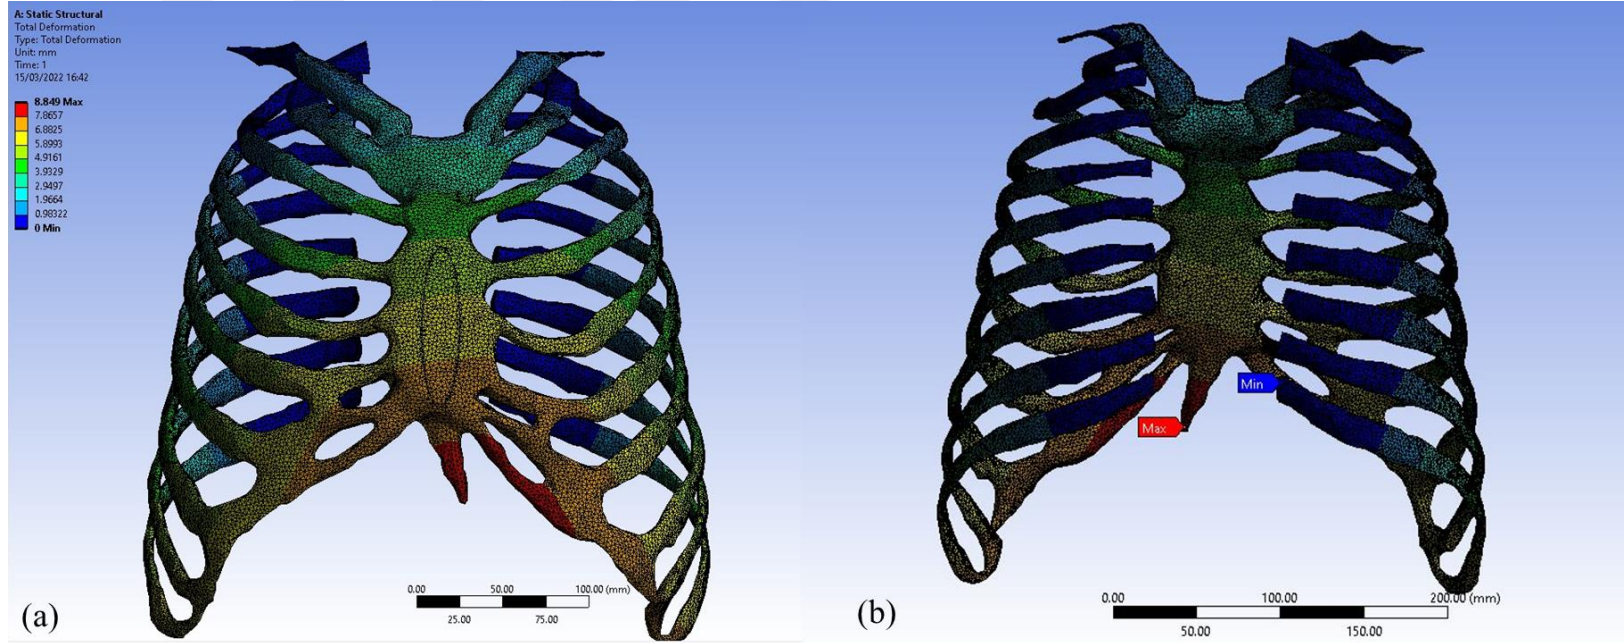 A: Static Structural
Total Deformation
Type: Total Deformation
Unit: mm
Time: 1
15/03/2022 16:42
8.849 Max
7.8657
6.8825
5.8993
4.9161
3.9329
2.9497
1.9664
0.98322
0 Min
0.00 50.00 100.00 (mm)
25.00 75.00
(a)
Min
Max
0.00 100.00 200.00 (mm)
50.00 150.00
(b)